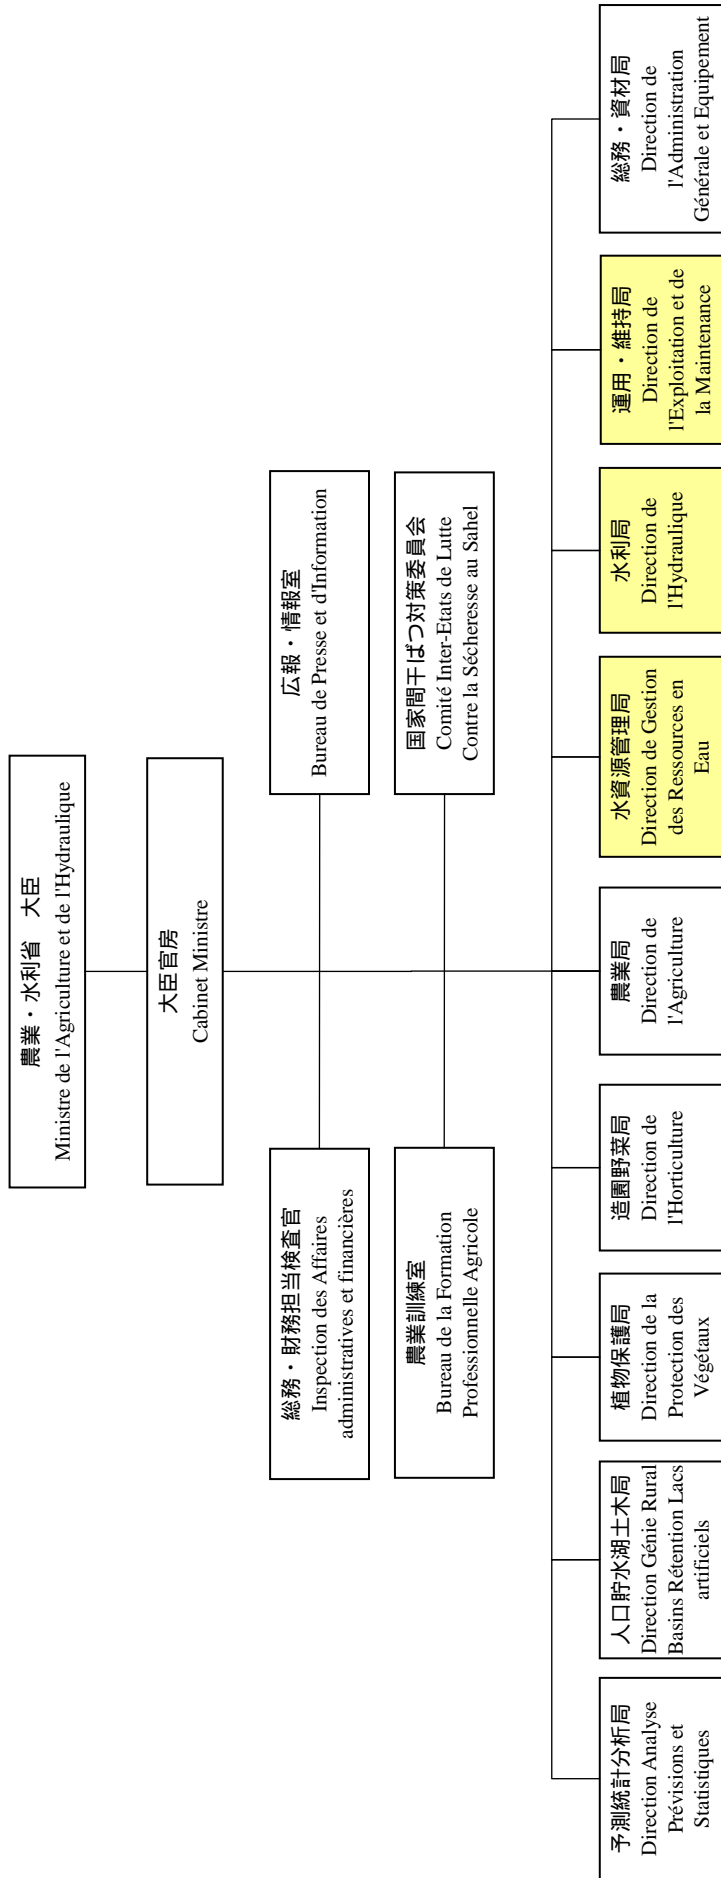 農業・水利省　大臣
Ministre de l'Agriculture et de l'Hydraulique
大臣官房
Cabinet Ministre
総務・財務担当検査官
Inspection des Affaires
administratives et financières
広報・情報室
Bureau de Presse et d'Information
農業訓練室
Bureau de la Formation
Professionnelle Agricole
国家間干ばつ対策委員会
Comité Inter-Etats de Lutte
Contre la Sécheresse au Sahel
予測統計分析局
Direction Analyse
Prévisions et
Statistiques
人口貯水湖土木局
Direction Génie Rural
Basins Rétention Lacs
artificiels
植物保護局
Direction de la
Protection des
Végétaux
造園野菜局
Direction de
l'Horticulture
農業局
Direction de
l'Agriculture
水資源管理局
Direction de Gestion
des Ressources en
Eau
水利局
Direction de
l'Hydraulique
運用・維持局
Direction de
l'Exploitation et de
la Maintenance
総務・資材局
Direction de
l'Administration
Générale et Equipement